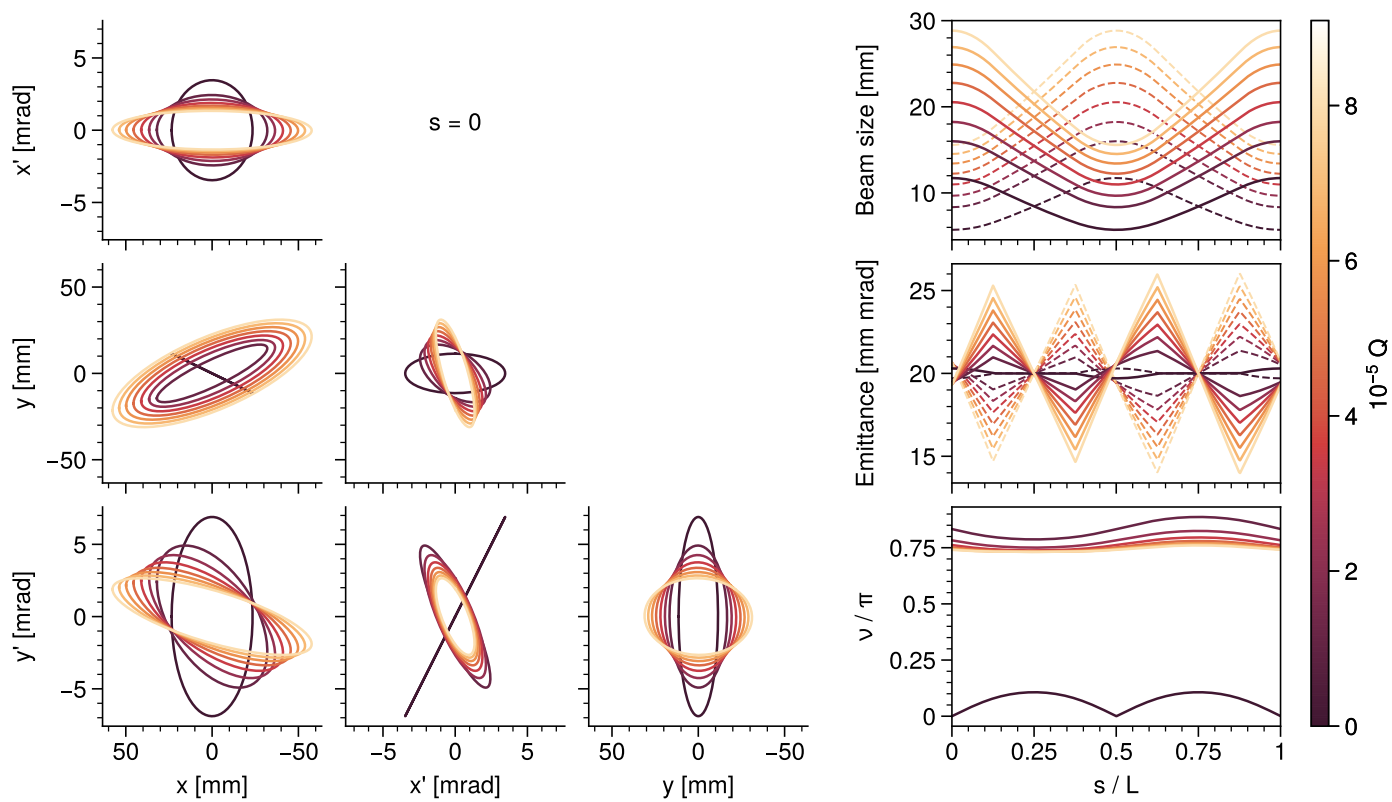 5
0
−5
x' [mrad]
s = 0
50
0
−50
y [mm]
5
0
−5
y' [mrad]
50 0 −50
x [mm]
−5 0 5
x' [mrad]
50 0 −50
y [mm]
30
20
10
Beam size [mm]
25
20
15
Emittance [mm mrad]
0.75
0.5
0.25
0
ν / π
0 0.25 0.5 0.75 1
s / L
8
6
4
2
0
10⁻⁵ Q